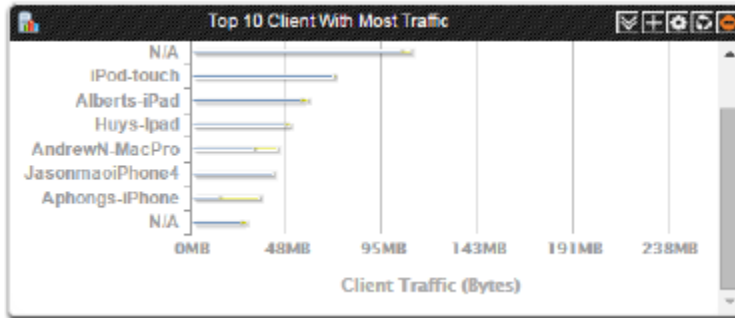 Top 10 Client With Most Traffic
N/A
iPod-touch
Alberts-iPad
Huys-Ipad
AndrewN-MacPro
JasonmaoiPhone4
Aphongs-iPhone
N/A
0MB 48MB 95MB 143MB 191MB 238MB
Client Traffic (Bytes)